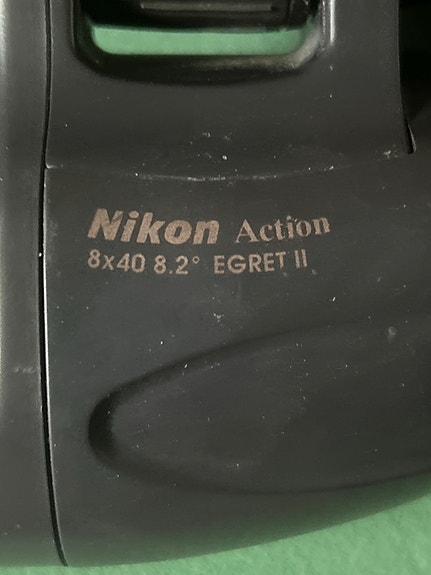 Nikon Action
8x40 8.2° EGRET II